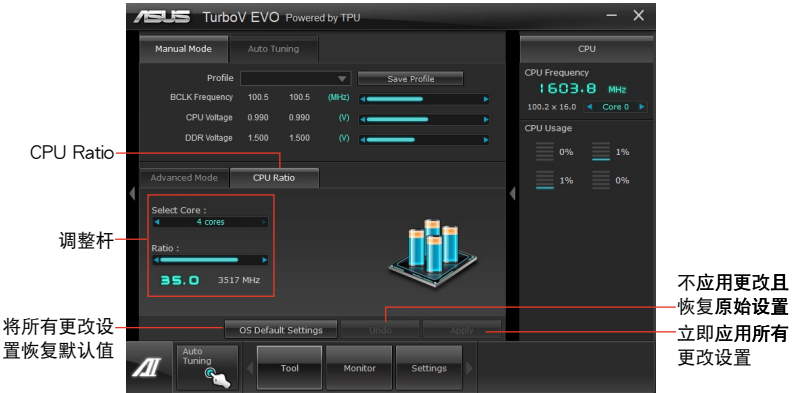 ASUS TurboV EVO Powered by TPU
Manual Mode Auto Tuning
Profile Save Profile
BCLK Frequency 100.5 100.5 (MHz)
CPU Voltage 0.990 0.990 (V)
DDR Voltage 1.500 1.500 (V)
CPU
CPU Frequency
1603.8 MHz
100.2 x 16.0 Core 0
CPU Usage
0% 1%
1% 0%
CPU Ratio
Advanced Mode CPU Ratio
Select Core :
4 cores
调整杆
Ratio :
35.0 3517 MHz
不应用更改且
恢复原始设置
将所有更改设
置恢复默认值
OS Default Settings Undo Apply
立即应用所有
更改设置
AI
Auto
Tuning
Tool Monitor Settings